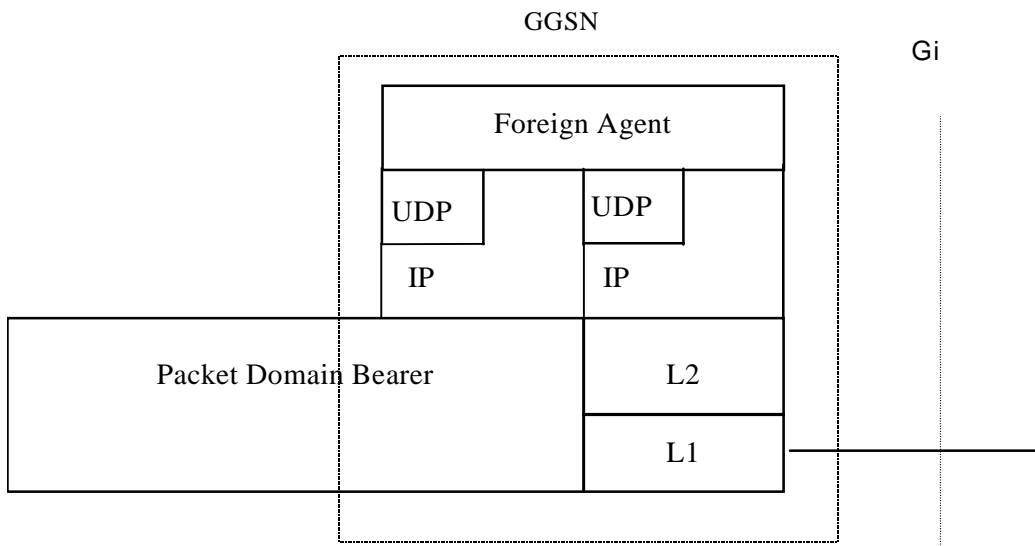 GGSN
Gi
Foreign Agent
UDP
UDP
IP
IP
Packet Domain Bearer
L2
L1